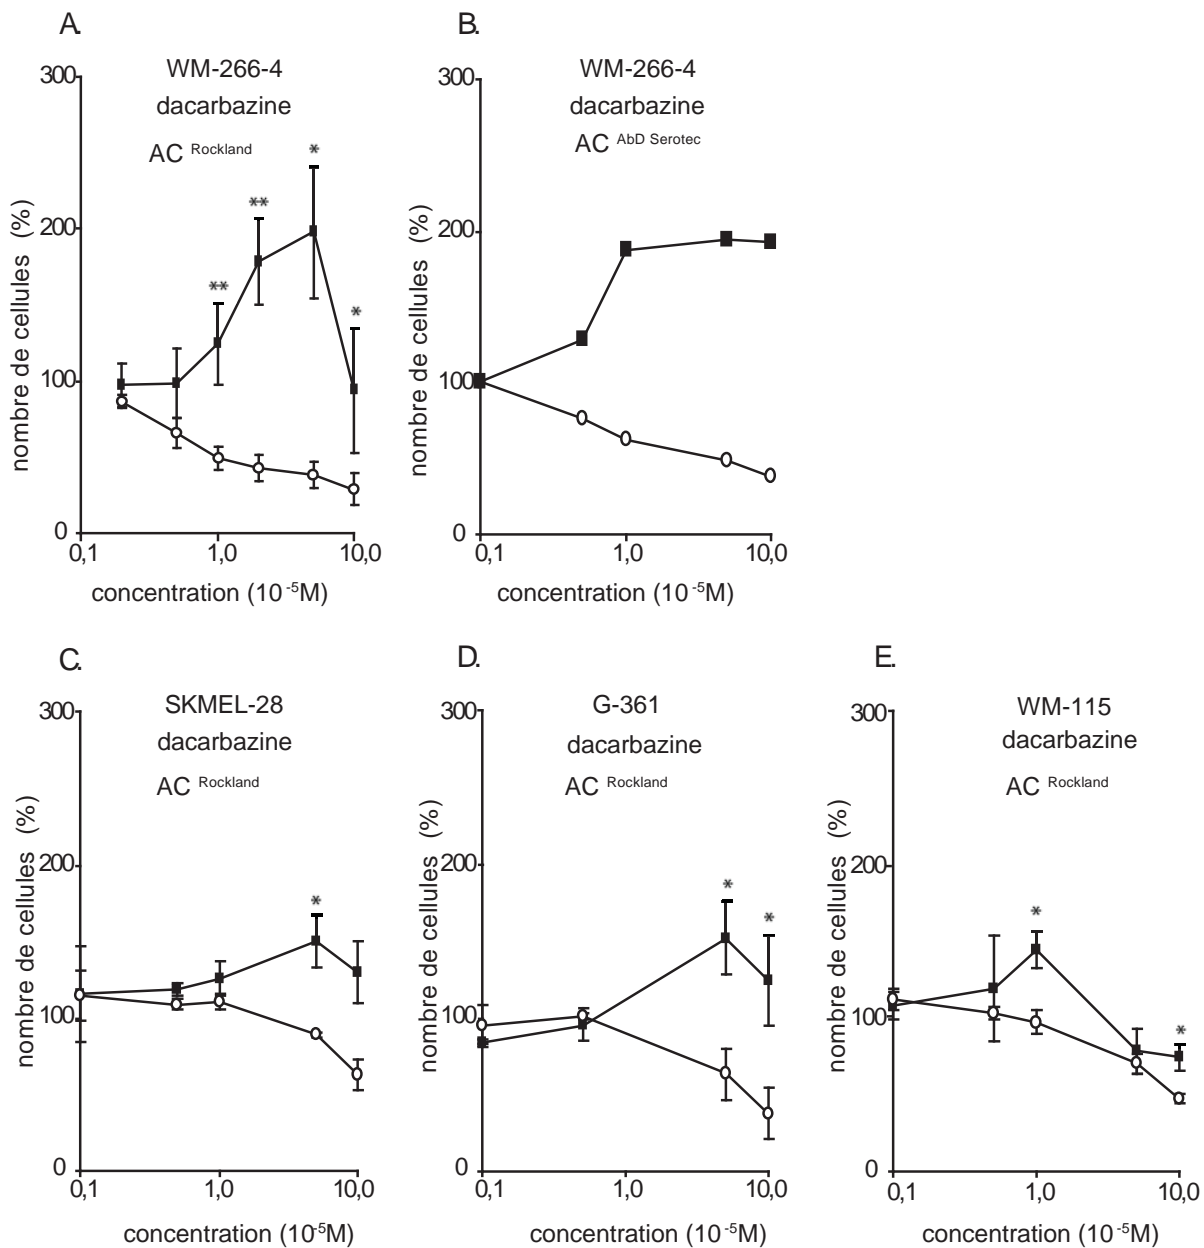 A.
WM-266-4
dacarbazine
AC Rockland
300
200
100
0
nombre de cellules (%)
**
**
*
*
0,1
1,0
10,0
concentration (10 -5M)
B.
WM-266-4
dacarbazine
AC AbD Serotec
300
200
100
0
nombre de cellules (%)
0,1
1,0
10,0
concentration (10 -5M)
C.
SKMEL-28
dacarbazine
AC Rockland
300
200
100
0
nombre de cellules (%)
*
0,1
1,0
10,0
concentration (10-5M)
D.
G-361
dacarbazine
AC Rockland
300
200
100
0
nombre de cellules (%)
*
*
0,1
1,0
10,0
concentration (10 -5M)
E.
WM-115
dacarbazine
AC Rockland
300
200
100
0
nombre de cellules (%)
*
*
0,1
1,0
10,0
concentration (10 -5M)